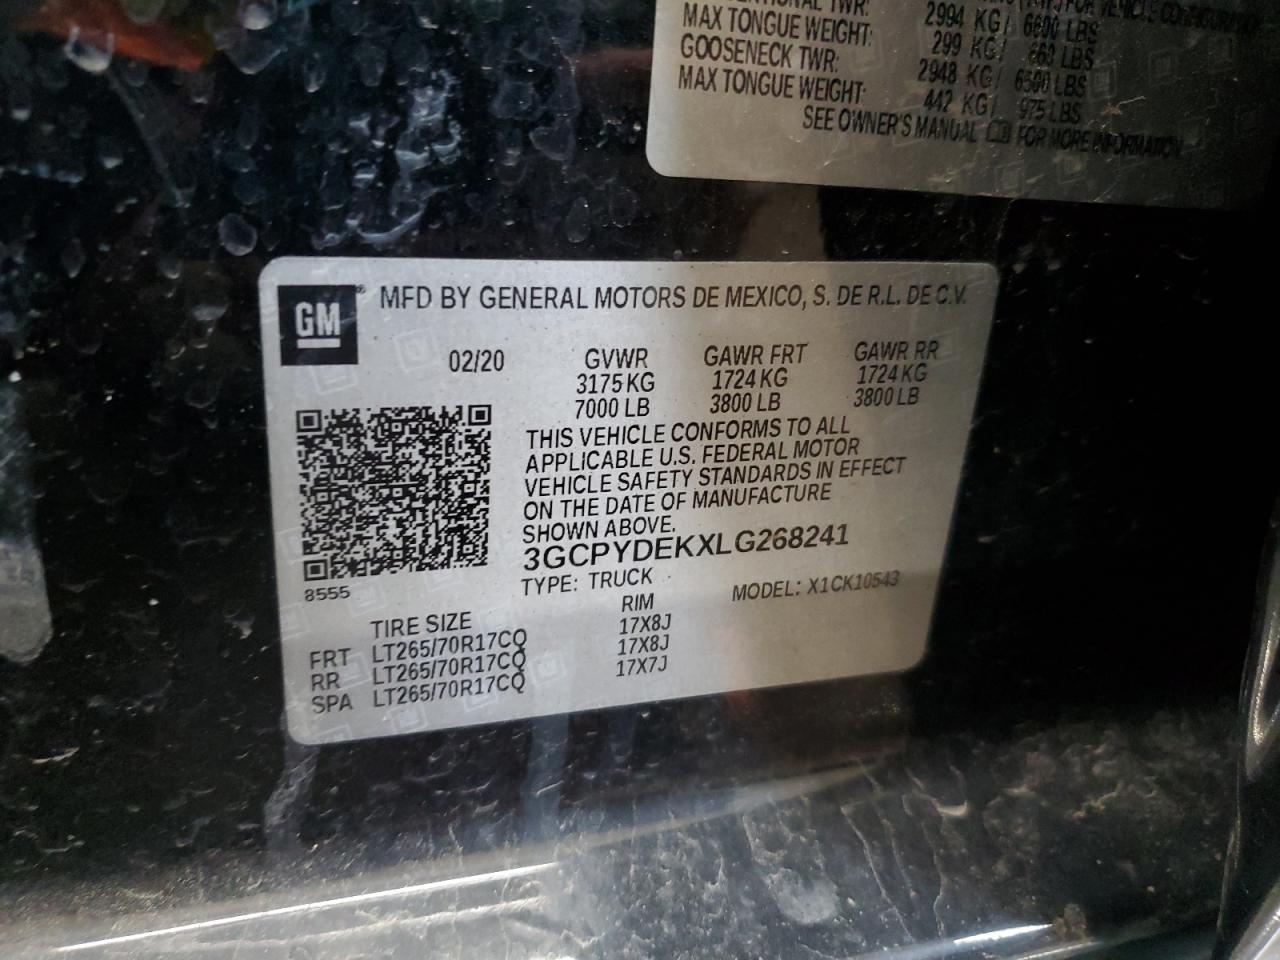 TWR:
MAX TONGUE WEIGHT: 2994 KG/ 6600 LBS
GOOSENECK TWR: 299 KG/ 660 LBS
MAX TONGUE WEIGHT: 2948 KG/ 6500 LBS
442 KG/ 975 LBS
SEE OWNER'S MANUAL FOR MORE INFORMATION
GM® MFD BY GENERAL MOTORS DE MEXICO, S. DE R.L. DE C.V.
02/20 GVWR GAWR FRT GAWR RR
3175 KG 1724 KG 1724 KG
7000 LB 3800 LB 3800 LB
THIS VEHICLE CONFORMS TO ALL
APPLICABLE U.S. FEDERAL MOTOR
VEHICLE SAFETY STANDARDS IN EFFECT
ON THE DATE OF MANUFACTURE
SHOWN ABOVE.
3GCPYDEKXLG268241
8555 TYPE: TRUCK MODEL: X1CK10543
TIRE SIZE RIM
FRT LT265/70R17CQ 17X8J
RR LT265/70R17CQ 17X8J
SPA LT265/70R17CQ 17X7J